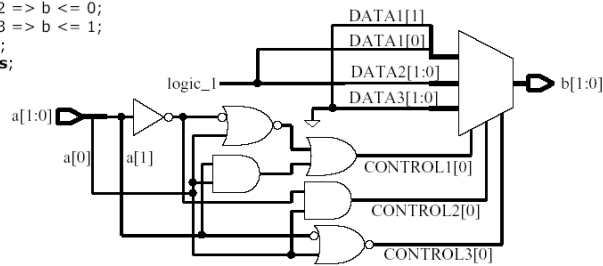 2 => b <= 0;
3 => b <= 1;
;
s;
DATA1[1]
DATA1[0]
logic_1
DATA2[1:0]
b[1:0]
DATA3[1:0]
a[1:0]
a[0]
a[1]
CONTROL1[0]
CONTROL2[0]
CONTROL3[0]